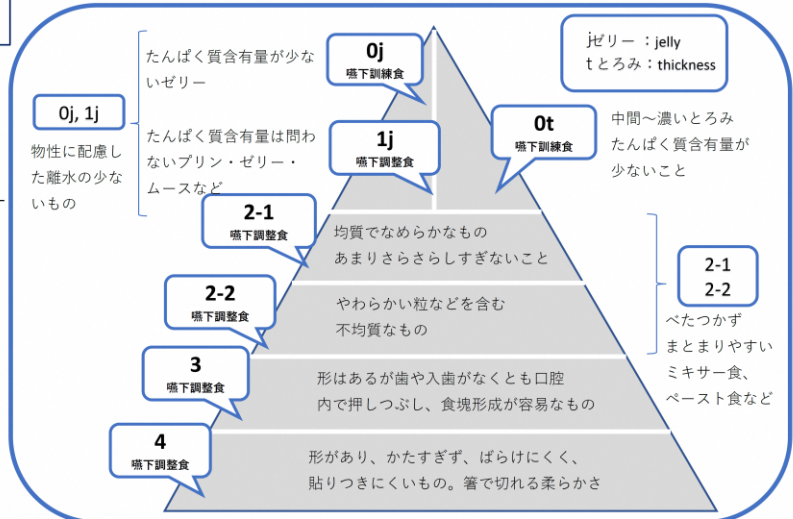 jゼリー ：jelly
tとろみ：thickness
0j
嚥下訓練食
たんぱく質含有量が少な
いゼリー
0j, 1j
物性に配慮し
た離水の少な
いもの
たんぱく質含有量は問わ
ないプリン・ゼリー・
ムースなど
1j
嚥下調整食
0t
嚥下訓練食
中間～濃いとろみ
たんぱく質含有量が
少ないこと
2-1
嚥下調整食
均質でなめらかなもの
あまりさらさらしすぎないこと
2-2
嚥下調整食
やわらかい粒などを含む
不均質なもの
2-1
2-2
べたつかず
まとまりやすい
ミキサー食、
ペースト食など
3
嚥下調整食
形はあるが歯や入歯がなくとも口腔
内で押しつぶし、食塊形成が容易なもの
4
嚥下調整食
形があり、かたすぎず、ばらけにくく、
貼りつきにくいもの。箸で切れる柔らかさ